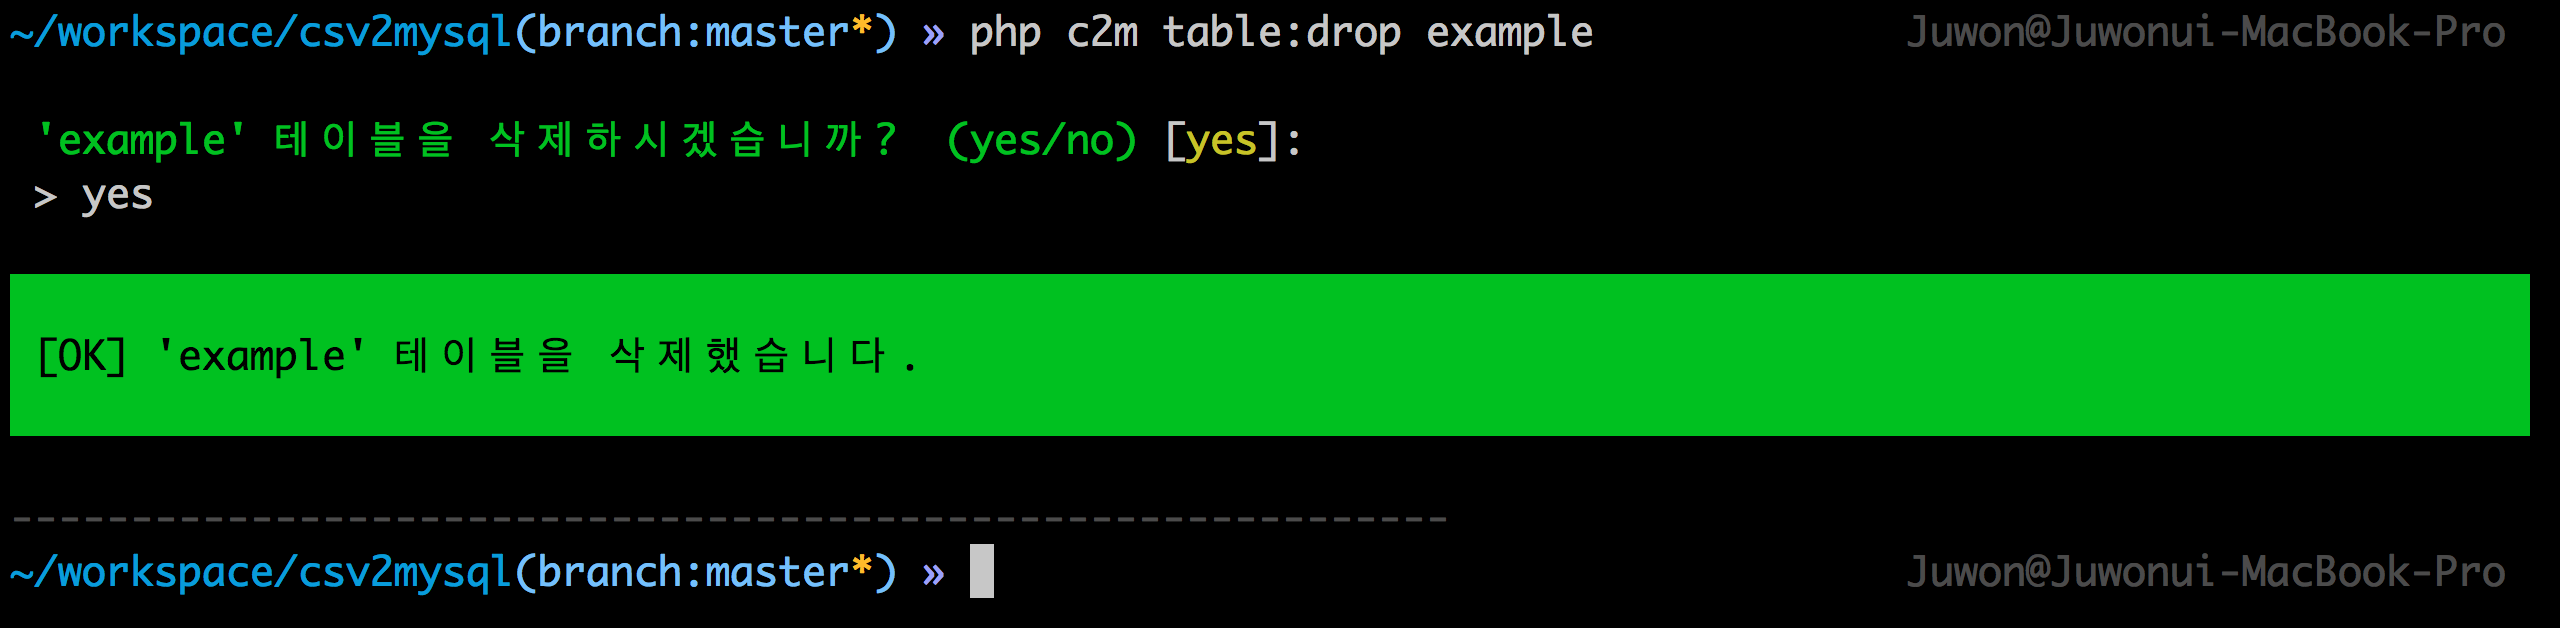 ~/workspace/csv2mysql(branch:master*) » php c2m table:drop example Juwon@Juwonui-MacBook-Pro
'example' 테이블을 삭제하시겠습니까? (yes/no) [yes]:
> yes
[OK] 'example' 테이블을 삭제했습니다.
------------------------------------------------------------
~/workspace/csv2mysql(branch:master*) » Juwon@Juwonui-MacBook-Pro